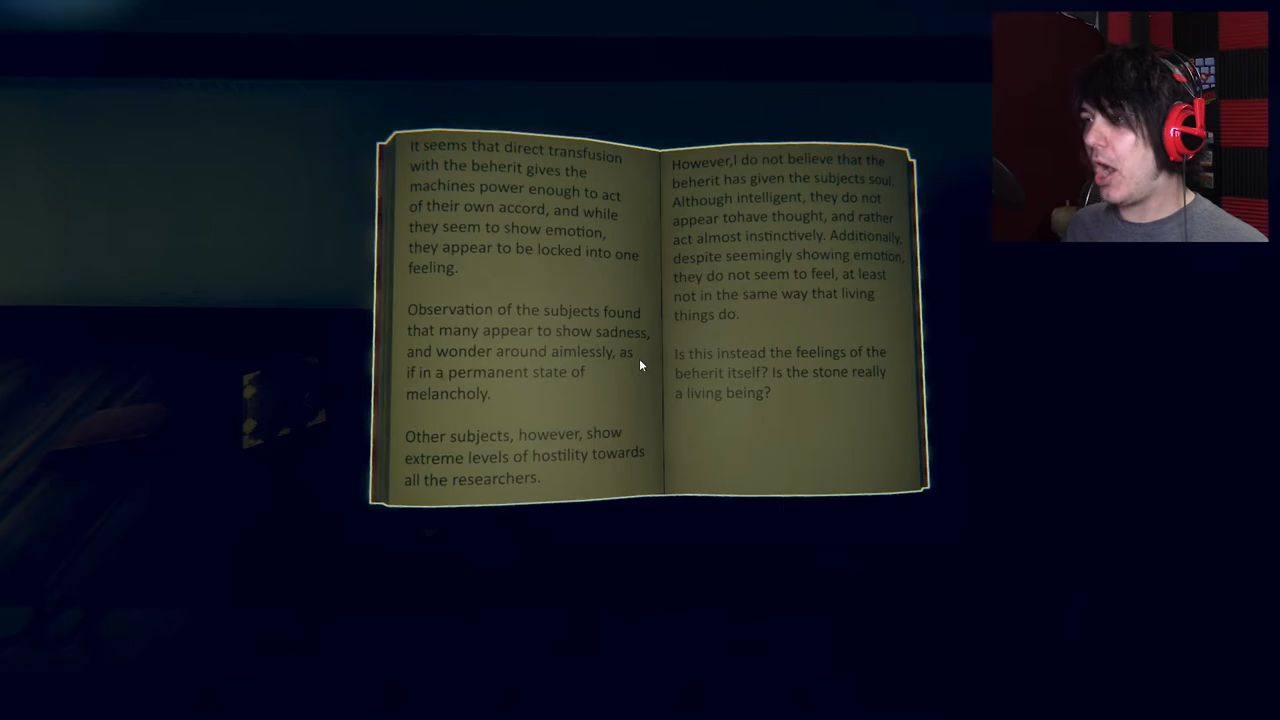 It seems that direct transfusion
with the beherit gives the
machines power enough to act
of their own accord, and while
they seem to show emotion,
they appear to be locked into one
feeling.
Observation of the subjects found
that many appear to show sadness,
and wonder around aimlessly, as
if in a permanent state of
melancholy.
Other subjects, however, show
extreme levels of hostility towards
all the researchers.
However,I do not believe that the
beherit has given the subjects soul.
Although intelligent, they do not
appear tohave thought, and rather
act almost instinctively. Additionally,
despite seemingly showing emotion,
they do not seem to feel, at least
not in the same way that living
things do.
Is this instead the feelings of the
beherit itself? Is the stone really
a living being?